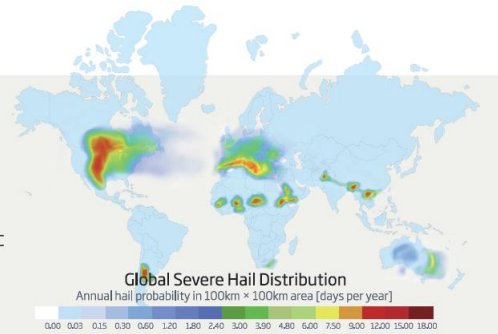 C
Global Severe Hail Distribution
Annual hail probability in 100km × 100km area [days per year]
0.00 0.03 0.15 0.30 0.60 1.20 1.80 2.40 3.00 3.90 4.80 6.00 7.50 9.00 12.00 15.00 18.00